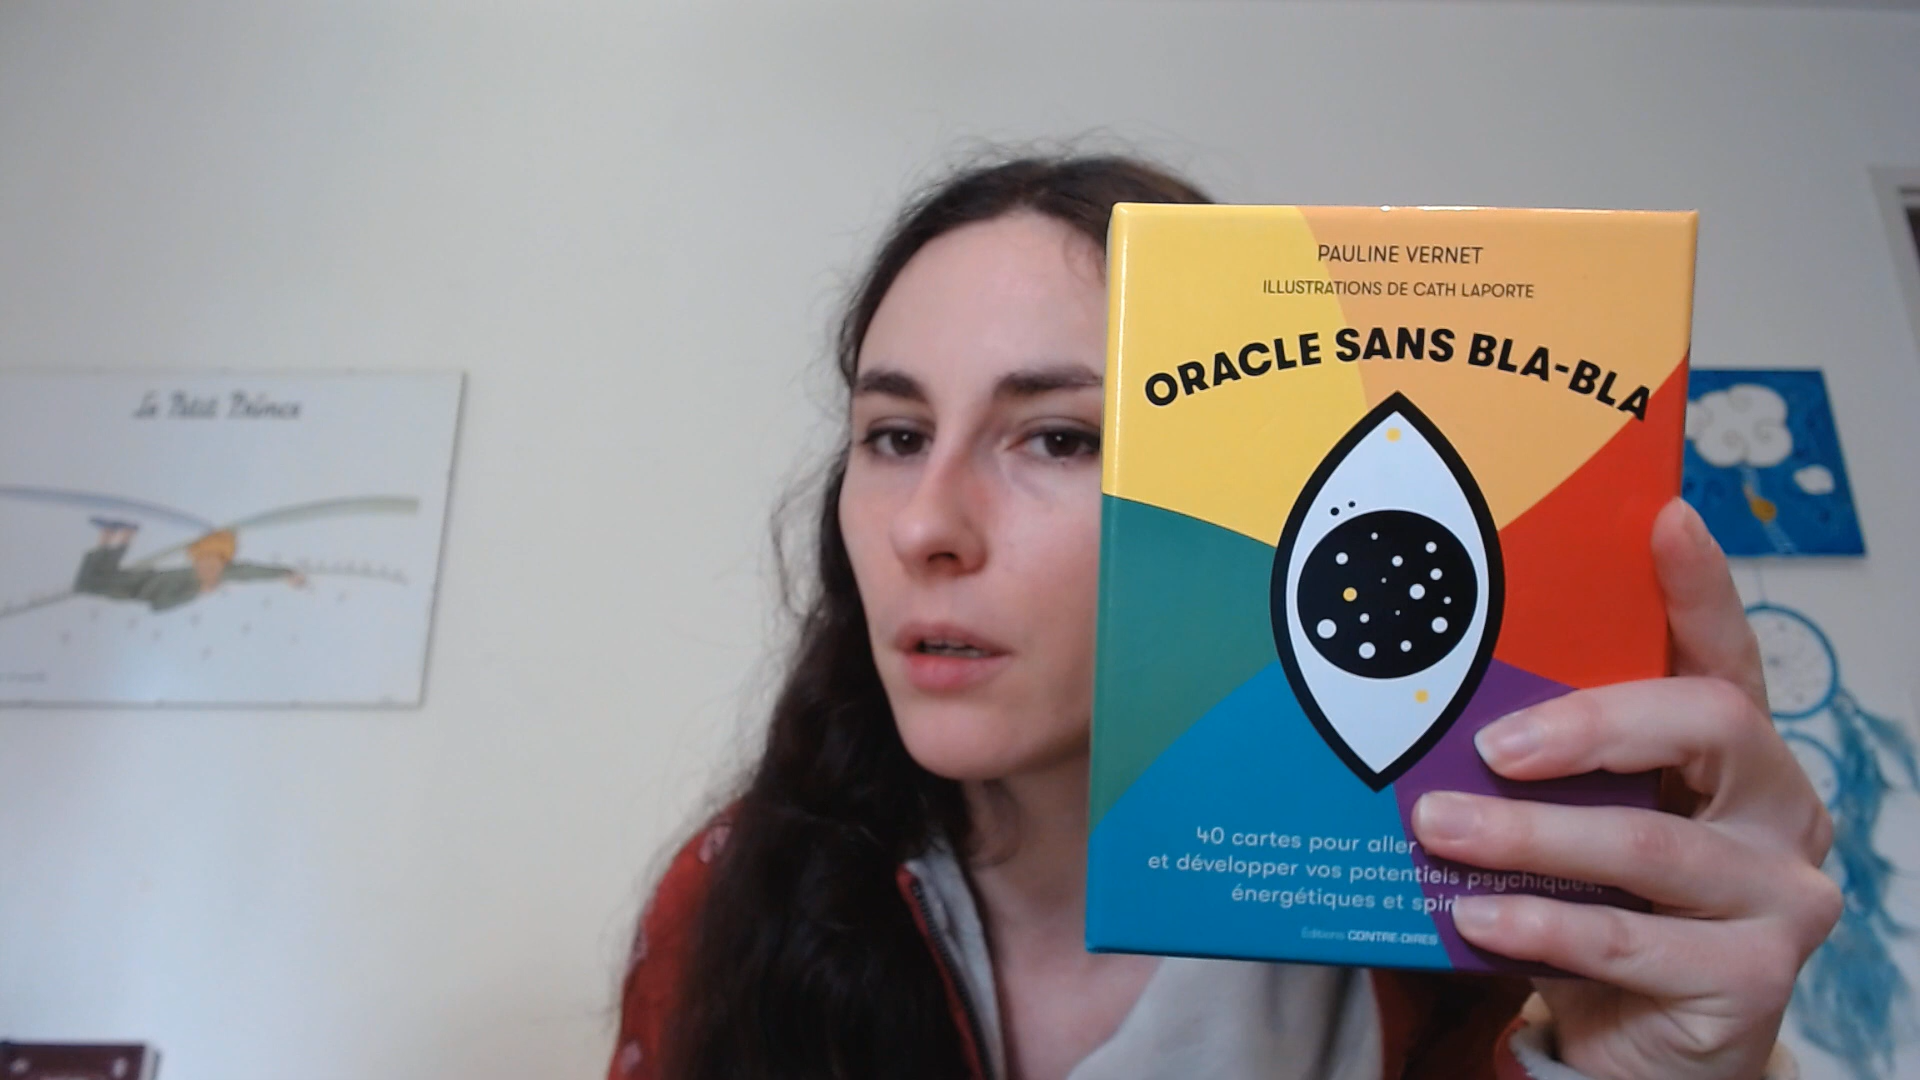 Le Petit Prince
PAULINE VERNET
ILLUSTRATIONS DE CATH LAPORTE
ORACLE SANS BLA-BLA
40 cartes pour aller
et développer vos potentiels psychiques,
énergétiques et
Éditions CONTRE-DIRES